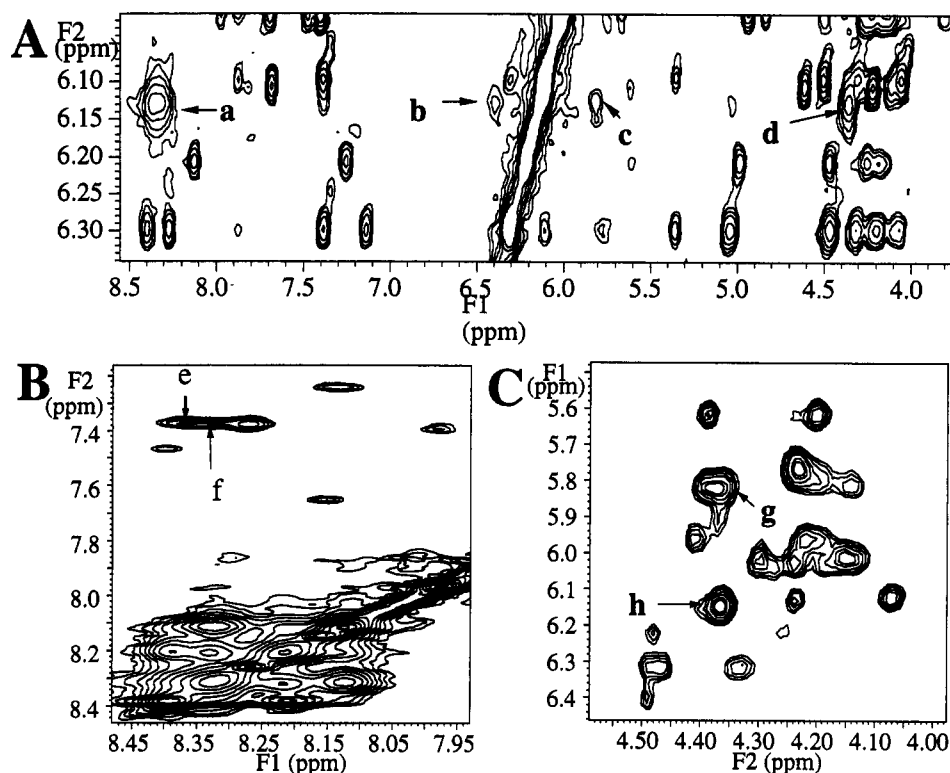 A
F2
(ppm)
6.10
6.15
6.20
6.25
6.30
a
b
c
d
8.5 8.0 7.5 7.0 6.5 6.0 5.5 5.0 4.5 4.0
F1
(ppm)
B
F2
(ppm)
7.4
7.6
7.8
8.0
8.2
8.4
e
f
8.45 8.35 8.25 8.15 7.95
F1 (ppm)
C
F1
(ppm)
5.6
5.7
5.8
5.9
6.0
6.1
6.2
6.3
6.4
g
h
4.50 4.40 4.30 4.20 4.10 4.00
F2 (ppm)